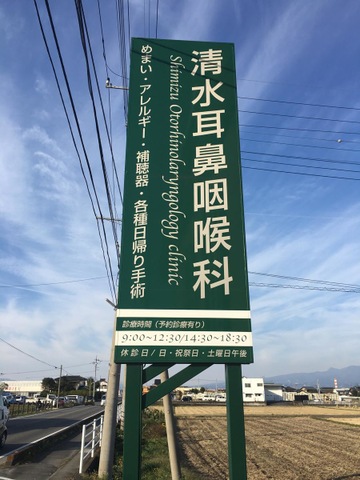 清水耳鼻咽喉科
Shimizu Otorhinolaryngology clinic
めまい・アレルギー・補聴器・各種日帰り手術
診療時間（予約診療有り）
9:00~12:30/14:30~18:30
休診日/日・祝祭日・土曜日午後